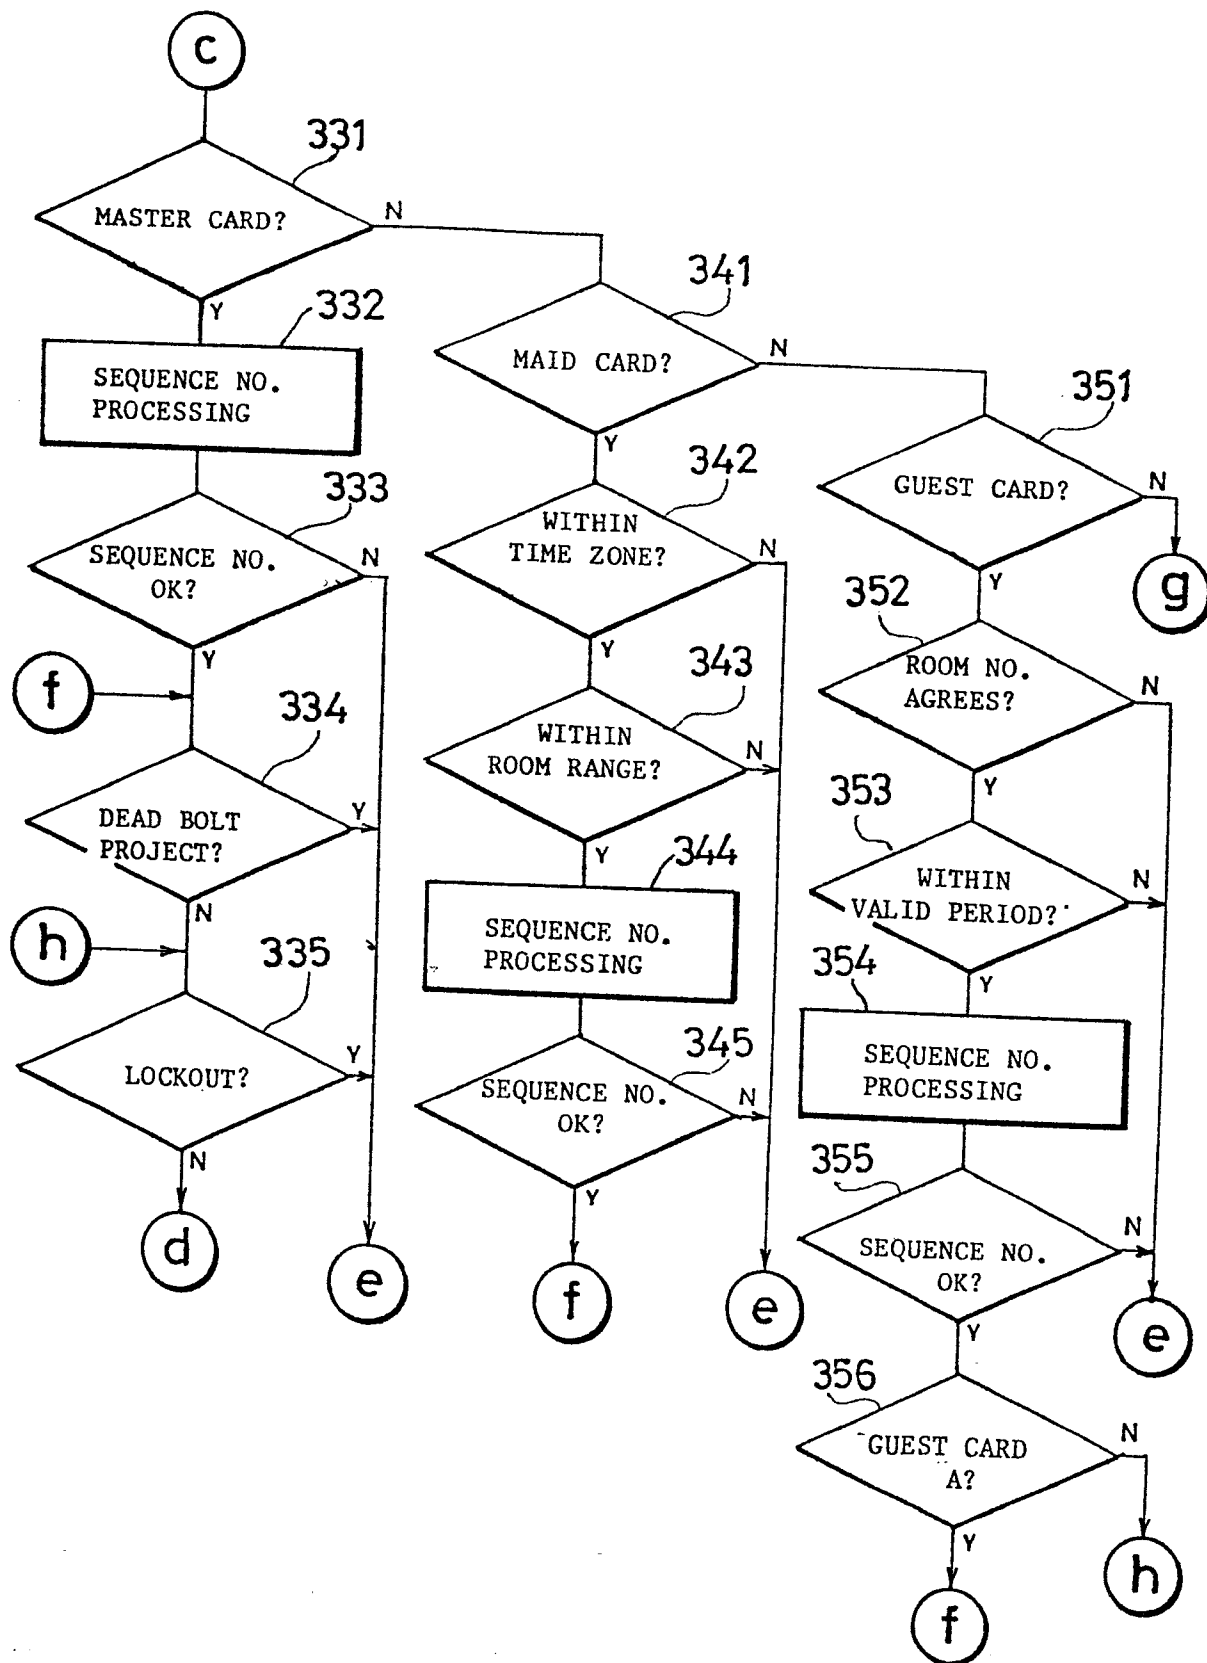 c
331
MASTER CARD?
N
Y
332
SEQUENCE NO.
PROCESSING
333
SEQUENCE NO.
OK?
N
Y
f
334
DEAD BOLT
PROJECT?
Y
N
h
335
LOCKOUT?
Y
N
d
e
341
MAID CARD?
N
Y
342
WITHIN
TIME ZONE?
N
Y
343
WITHIN
ROOM RANGE?
N
Y
344
SEQUENCE NO.
PROCESSING
345
SEQUENCE NO.
OK?
N
Y
f
e
351
GUEST CARD?
N
g
Y
352
ROOM NO.
AGREES?
N
Y
353
WITHIN
VALID PERIOD?
N
Y
354
SEQUENCE NO.
PROCESSING
355
SEQUENCE NO.
OK?
N
Y
e
356
GUEST CARD
A?
N
Y
h
f